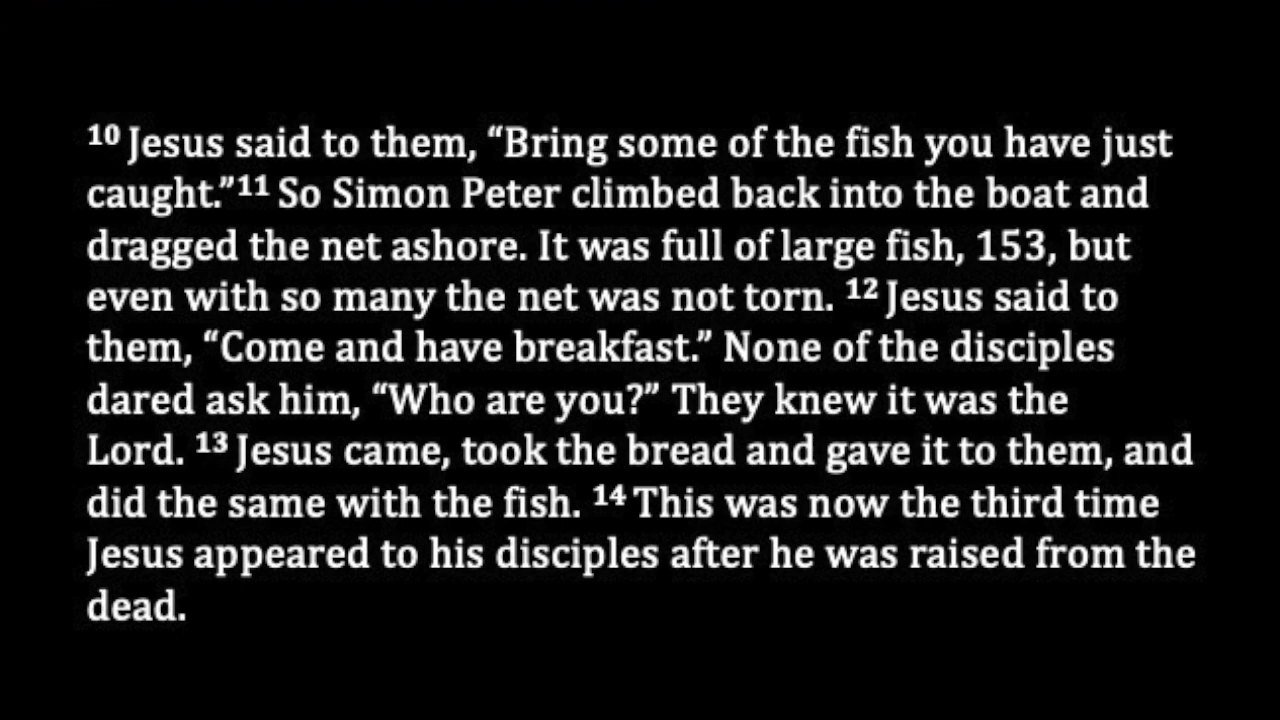 ¹⁰ Jesus said to them, “Bring some of the fish you have just
caught.”¹¹ So Simon Peter climbed back into the boat and
dragged the net ashore. It was full of large fish, 153, but
even with so many the net was not torn. ¹² Jesus said to
them, “Come and have breakfast.” None of the disciples
dared ask him, “Who are you?” They knew it was the
Lord. ¹³ Jesus came, took the bread and gave it to them, and
did the same with the fish. ¹⁴ This was now the third time
Jesus appeared to his disciples after he was raised from the
dead.